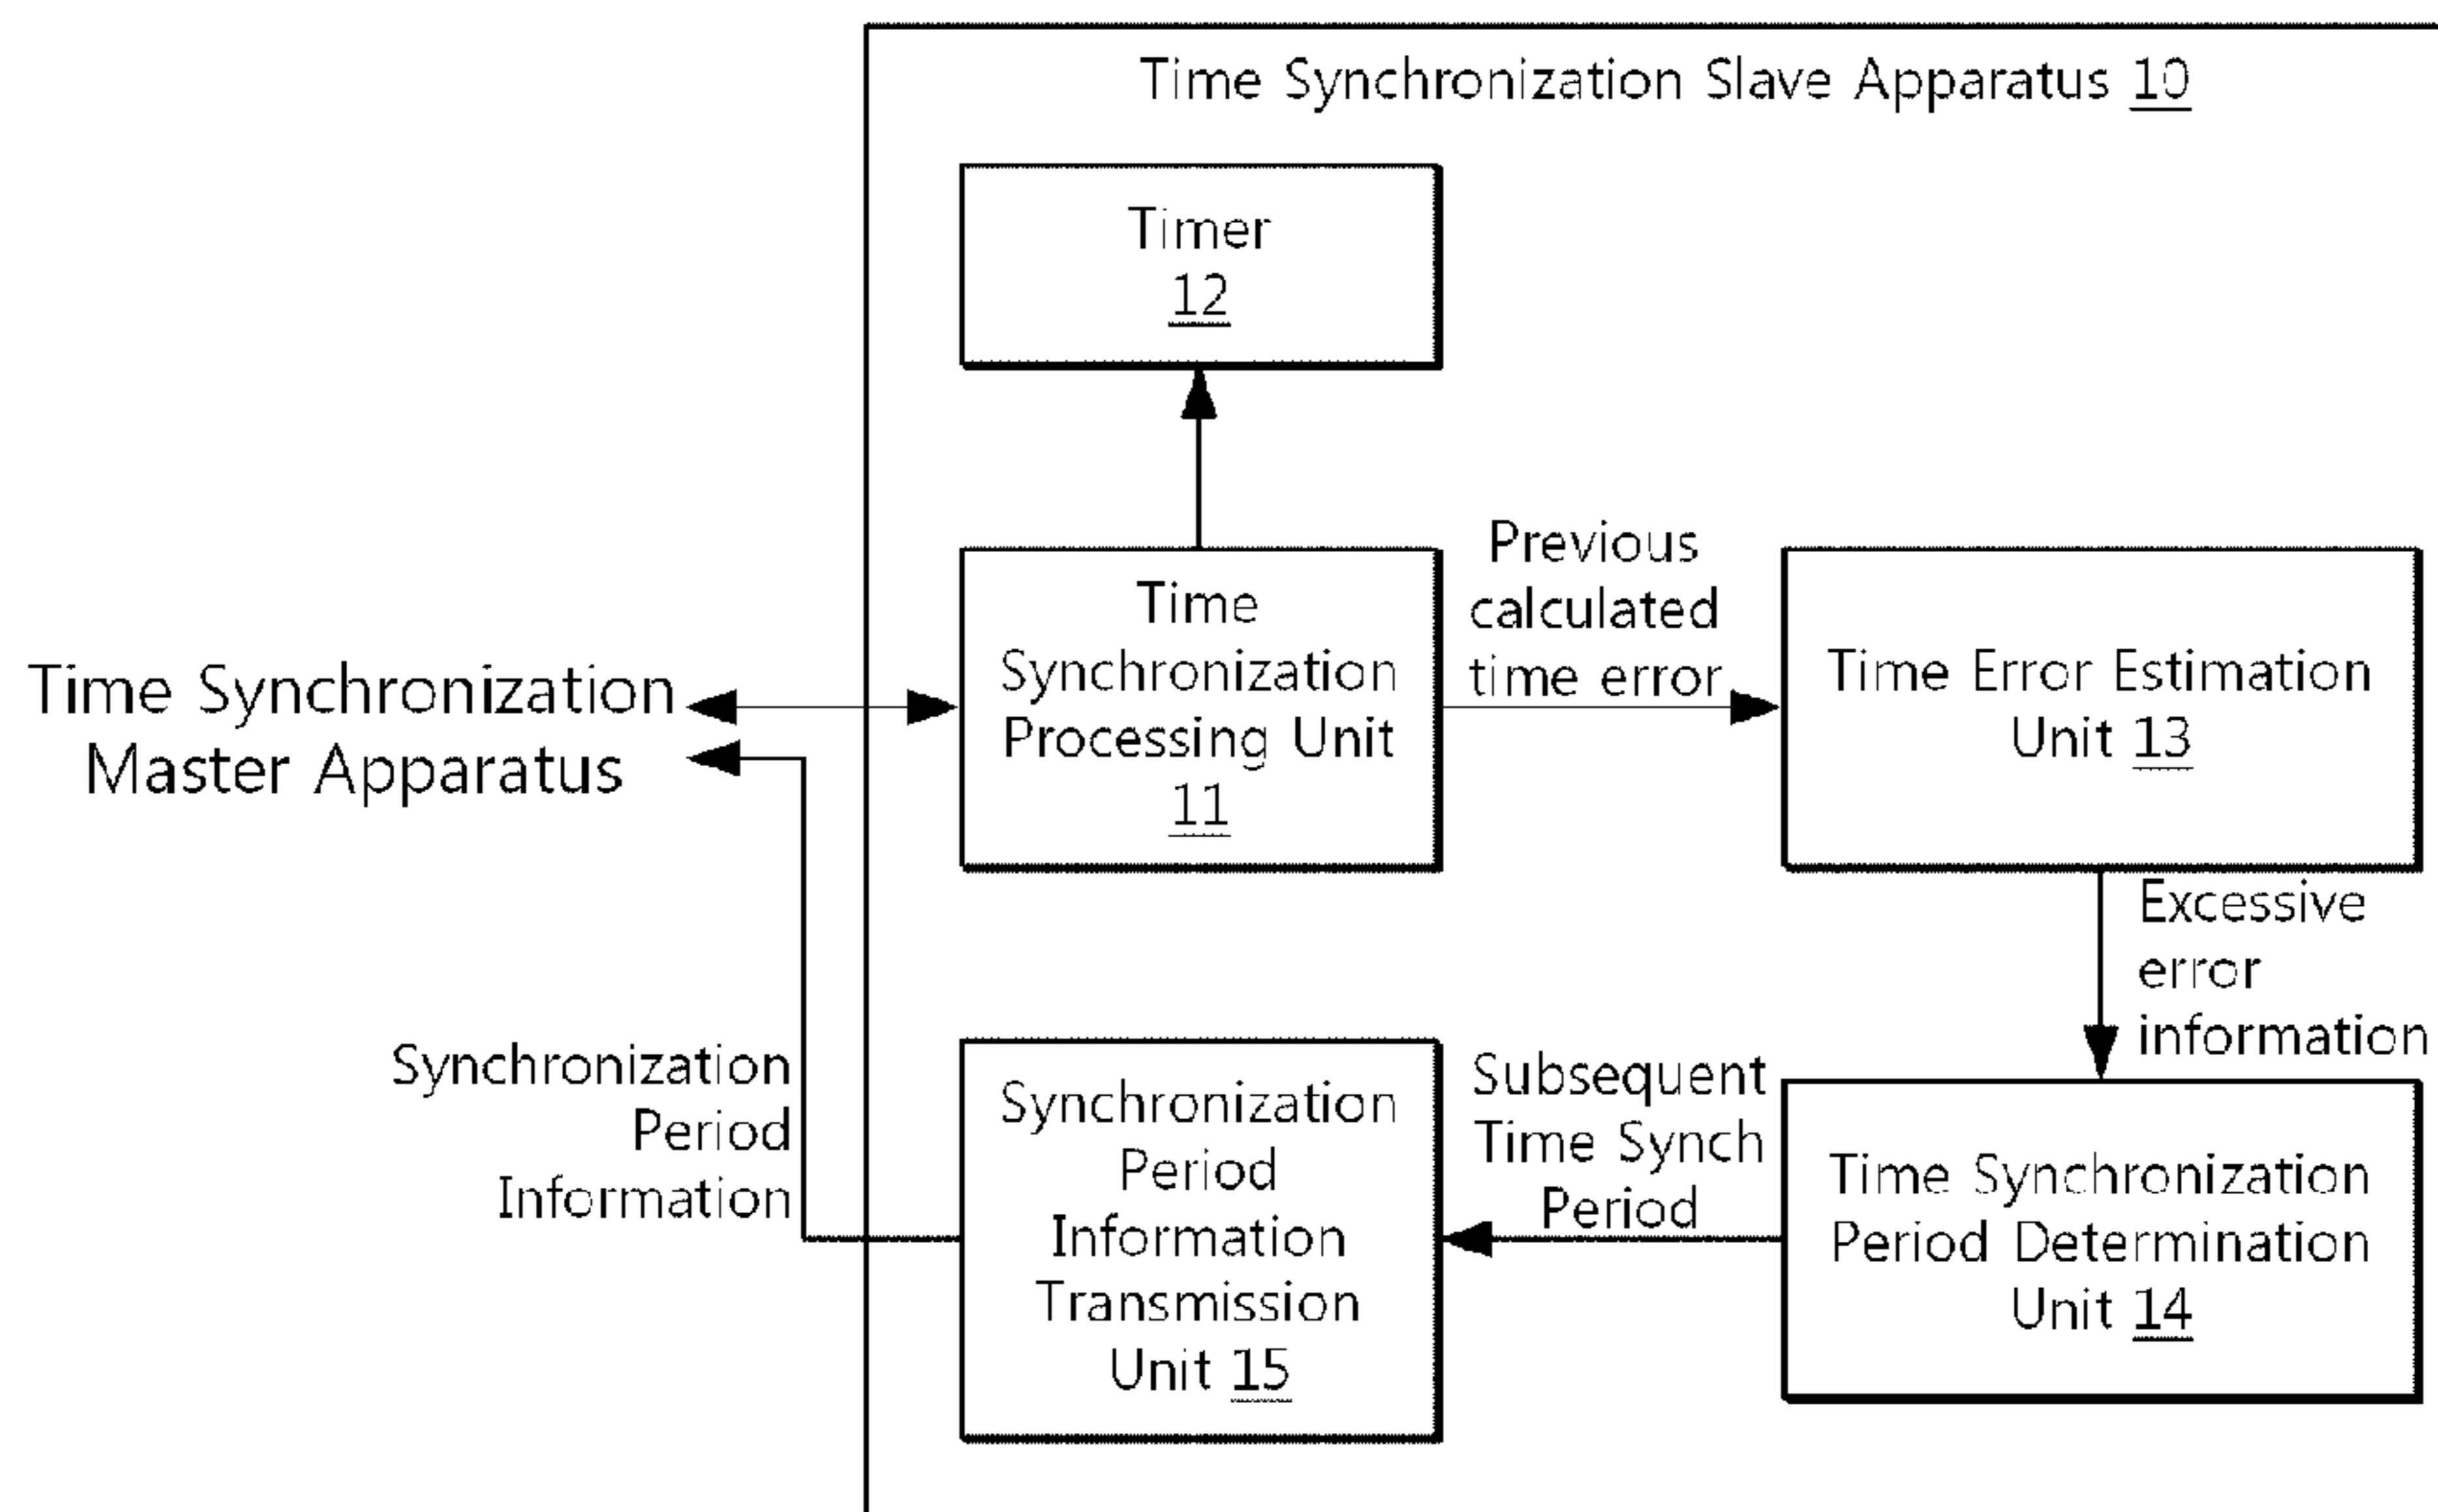 Time Synchronization Slave Apparatus 10
Timer
12
Time
Synchronization
Processing Unit
11
Previous
calculated
time error
Time Error Estimation
Unit 13
Time Synchronization
Master Apparatus
Excessive
error
information
Synchronization
Period
Information
Synchronization
Period
Information
Transmission
Unit 15
Subsequent
Time Synch
Period
Time Synchronization
Period Determination
Unit 14